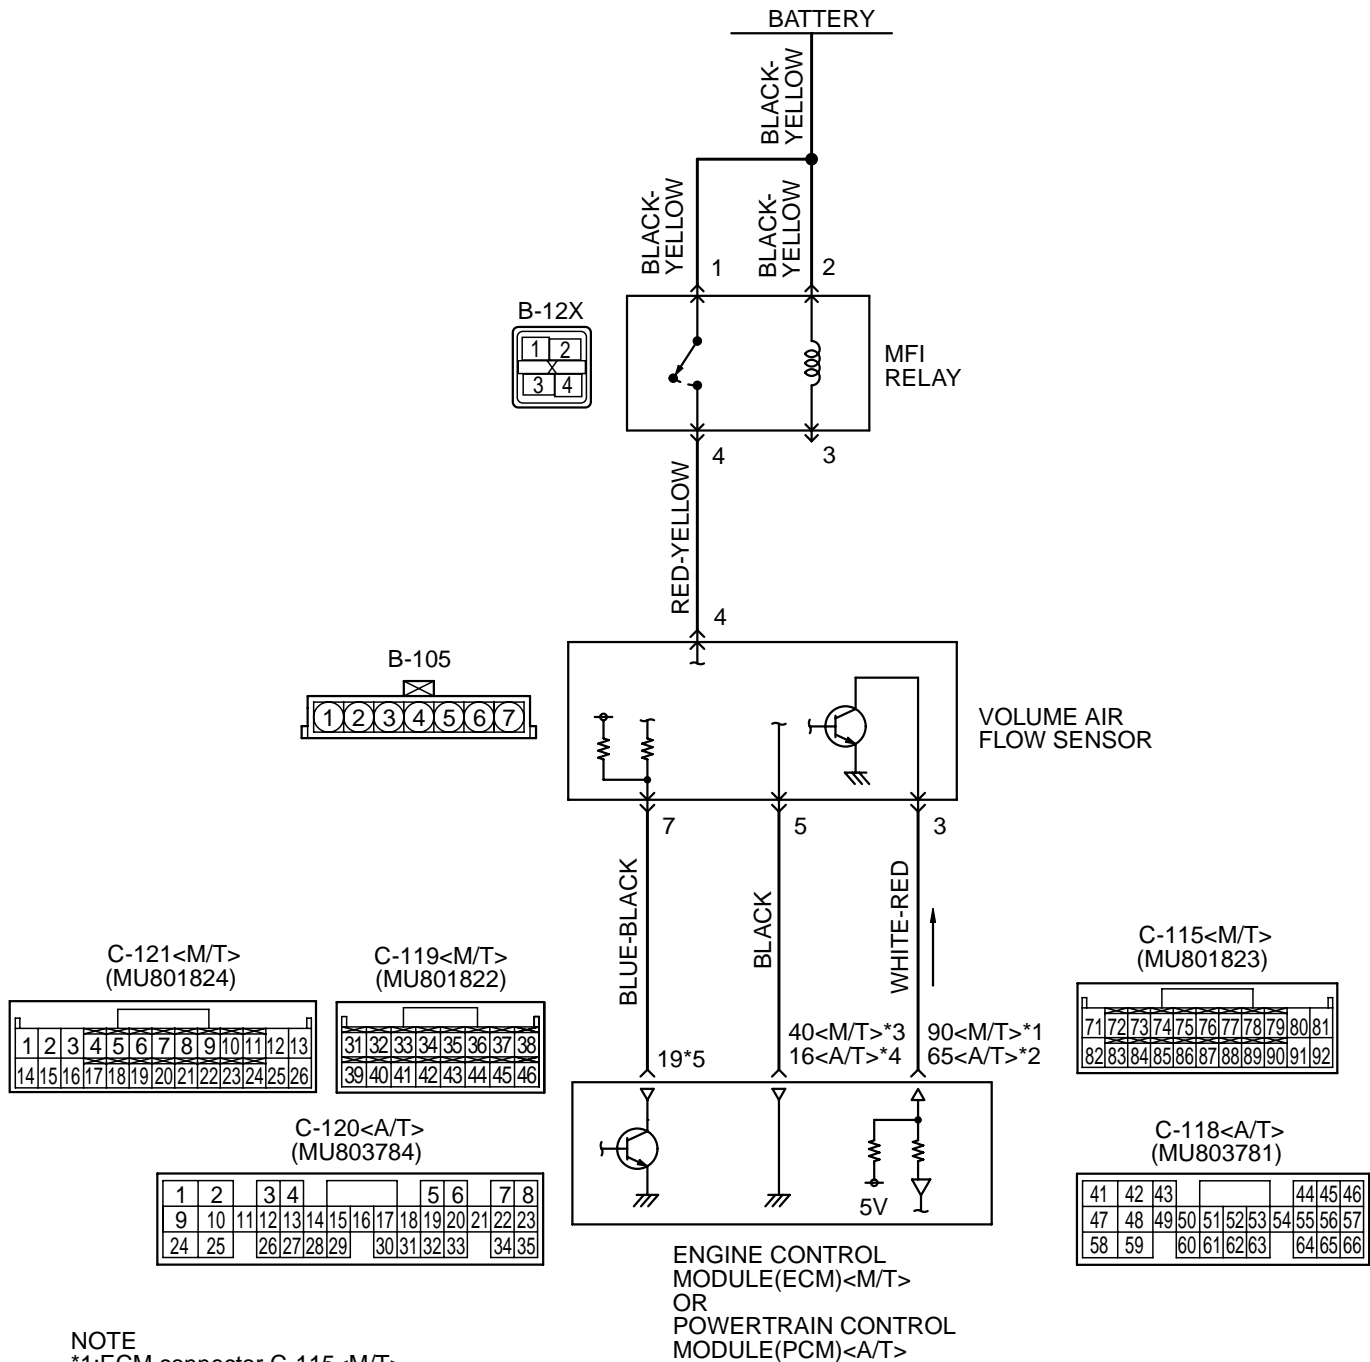 BATTERY
BLACK-
YELLOW
BLACK-
YELLOW
BLACK-
YELLOW
1
2
B-12X
1 2
X
3 4
MFI
RELAY
4
3
RED-YELLOW
4
B-105
1 2 3 4 5 6 7
VOLUME AIR
FLOW SENSOR
7
5
3
BLUE-BLACK
BLACK
WHITE-RED
C-121<M/T>
(MU801824)
1 2 3 4 5 6 7 8 9 10 11 12 13
14 15 16 17 18 19 20 21 22 23 24 25 26
C-119<M/T>
(MU801822)
31 32 33 34 35 36 37 38
39 40 41 42 43 44 45 46
C-115<M/T>
(MU801823)
71 72 73 74 75 76 77 78 79 80 81
82 83 84 85 86 87 88 89 90 91 92
19*5
40<M/T>*3
16<A/T>*4
90<M/T>*1
65<A/T>*2
C-120<A/T>
(MU803784)
1 2 3 4 5 6 7 8
9 10 11 12 13 14 15 16 17 18 19 20 21 22 23
24 25 26 27 28 29 30 31 32 33 34 35
5V
C-118<A/T>
(MU803781)
41 42 43 44 45 46
47 48 49 50 51 52 53 54 55 56 57
58 59 60 61 62 63 64 65 66
ENGINE CONTROL
MODULE(ECM)<M/T>
OR
POWERTRAIN CONTROL
MODULE(PCM)<A/T>
NOTE
*1:ECM connector C-115<M/T>